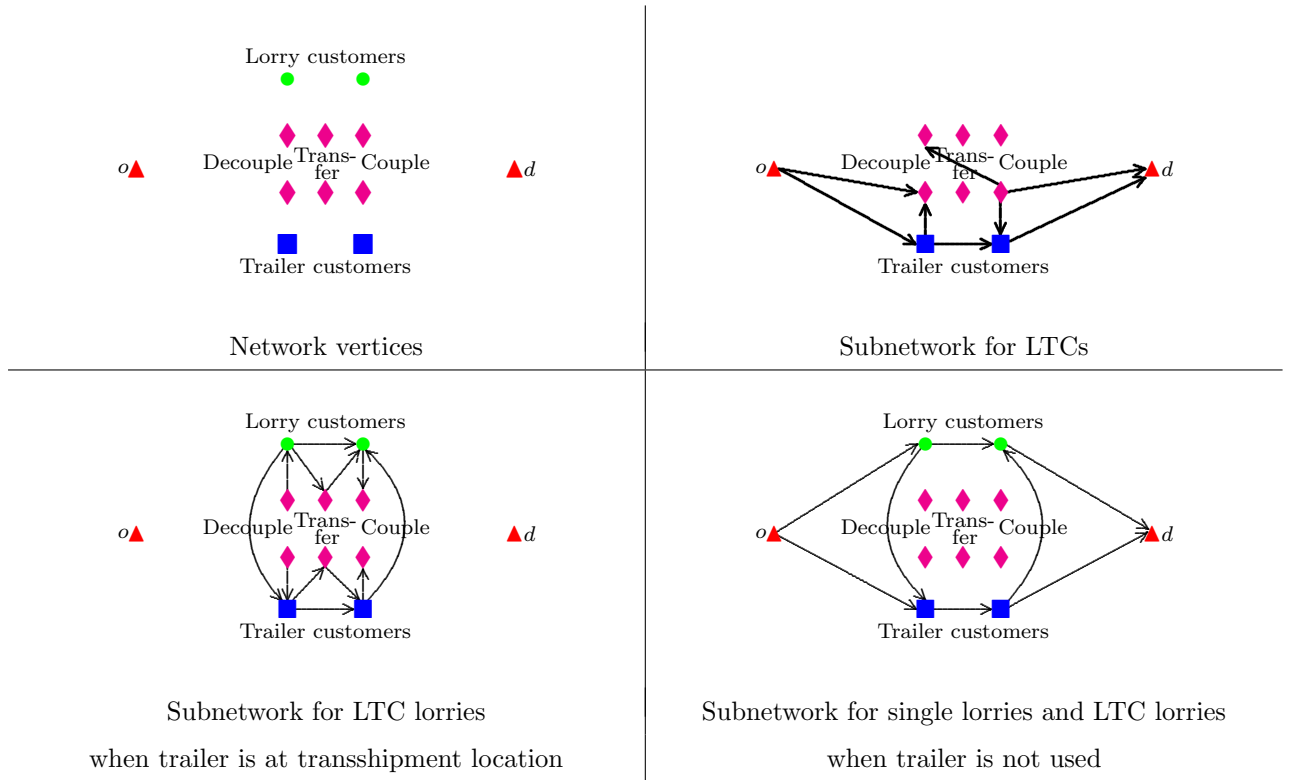 Lorry customers
o
Decouple
Trans-
fer
Couple
d
Trailer customers
Network vertices
o
Decouple
Trans-
fer
Couple
d
Trailer customers
Subnetwork for LTCs
Lorry customers
o
Decouple
Trans-
fer
Couple
d
Trailer customers
Subnetwork for LTC lorries
when trailer is at transshipment location
Lorry customers
o
Decouple
Trans-
fer
Couple
d
Trailer customers
Subnetwork for single lorries and LTC lorries
when trailer is not used